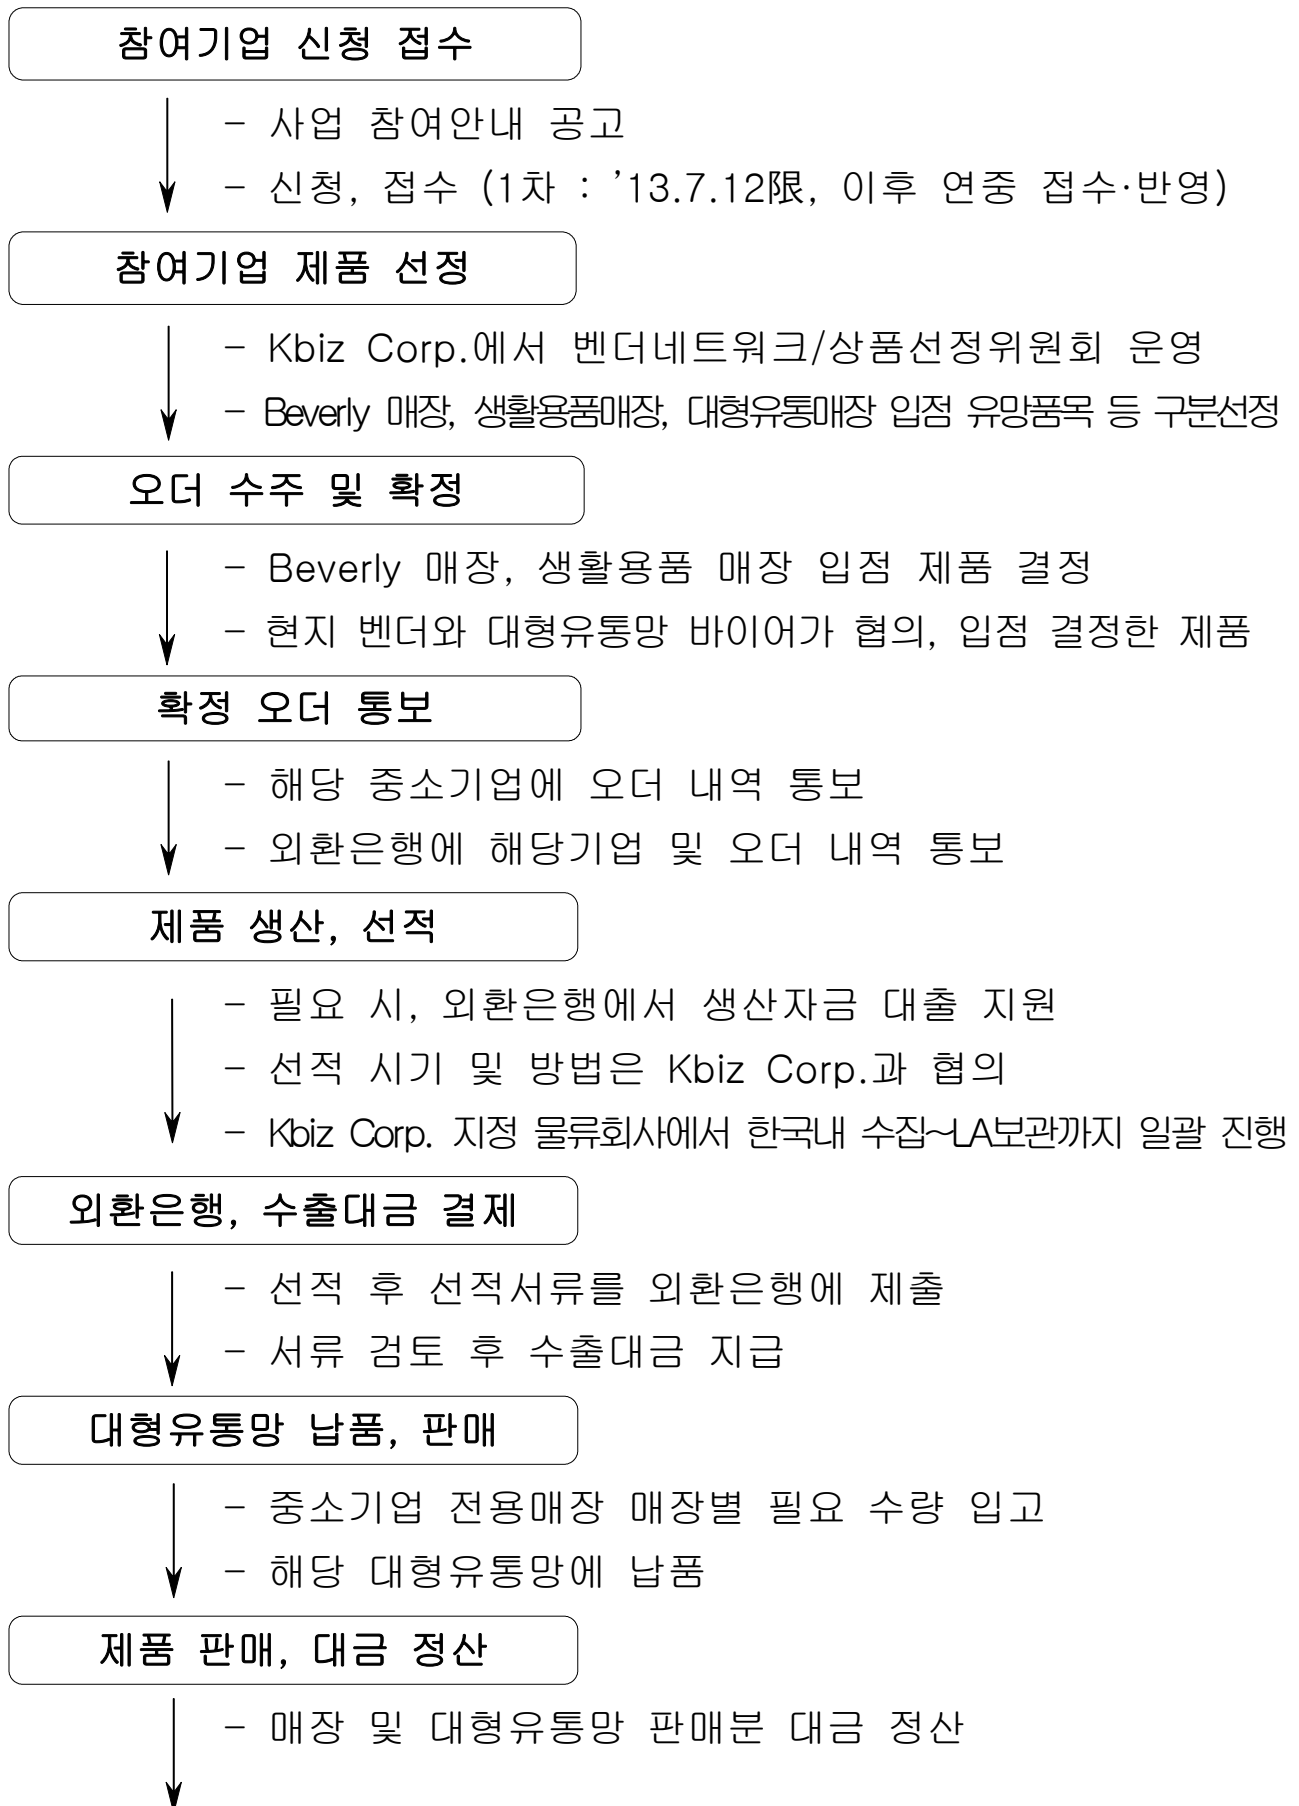 참여기업 신청 접수
- 사업 참여안내 공고
- 신청, 접수 (1차 : ’13.7.12限, 이후 연중 접수·반영)
참여기업 제품 선정
- Kbiz Corp.에서 벤더네트워크/상품선정위원회 운영
- Beverly 매장, 생활용품매장, 대형유통매장 입점 유망품목 등 구분선정
오더 수주 및 확정
- Beverly 매장, 생활용품 매장 입점 제품 결정
- 현지 벤더와 대형유통망 바이어가 협의, 입점 결정한 제품
확정 오더 통보
- 해당 중소기업에 오더 내역 통보
- 외환은행에 해당기업 및 오더 내역 통보
제품 생산, 선적
- 필요 시, 외환은행에서 생산자금 대출 지원
- 선적 시기 및 방법은 Kbiz Corp.과 협의
- Kbiz Corp. 지정 물류회사에서 한국내 수집~LA보관까지 일괄 진행
외환은행, 수출대금 결제
- 선적 후 선적서류를 외환은행에 제출
- 서류 검토 후 수출대금 지급
대형유통망 납품, 판매
- 중소기업 전용매장 매장별 필요 수량 입고
- 해당 대형유통망에 납품
제품 판매, 대금 정산
- 매장 및 대형유통망 판매분 대금 정산